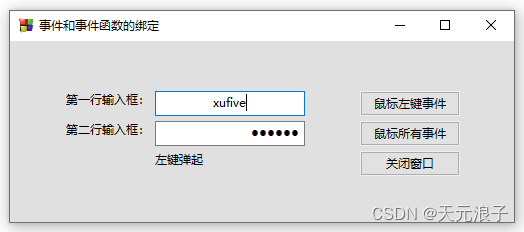 事件和事件函数的绑定
第一行输入框： xufive 鼠标左键事件
第二行输入框： ●●●●●● 鼠标所有事件
左键弹起 关闭窗口
CSDN @天元浪子